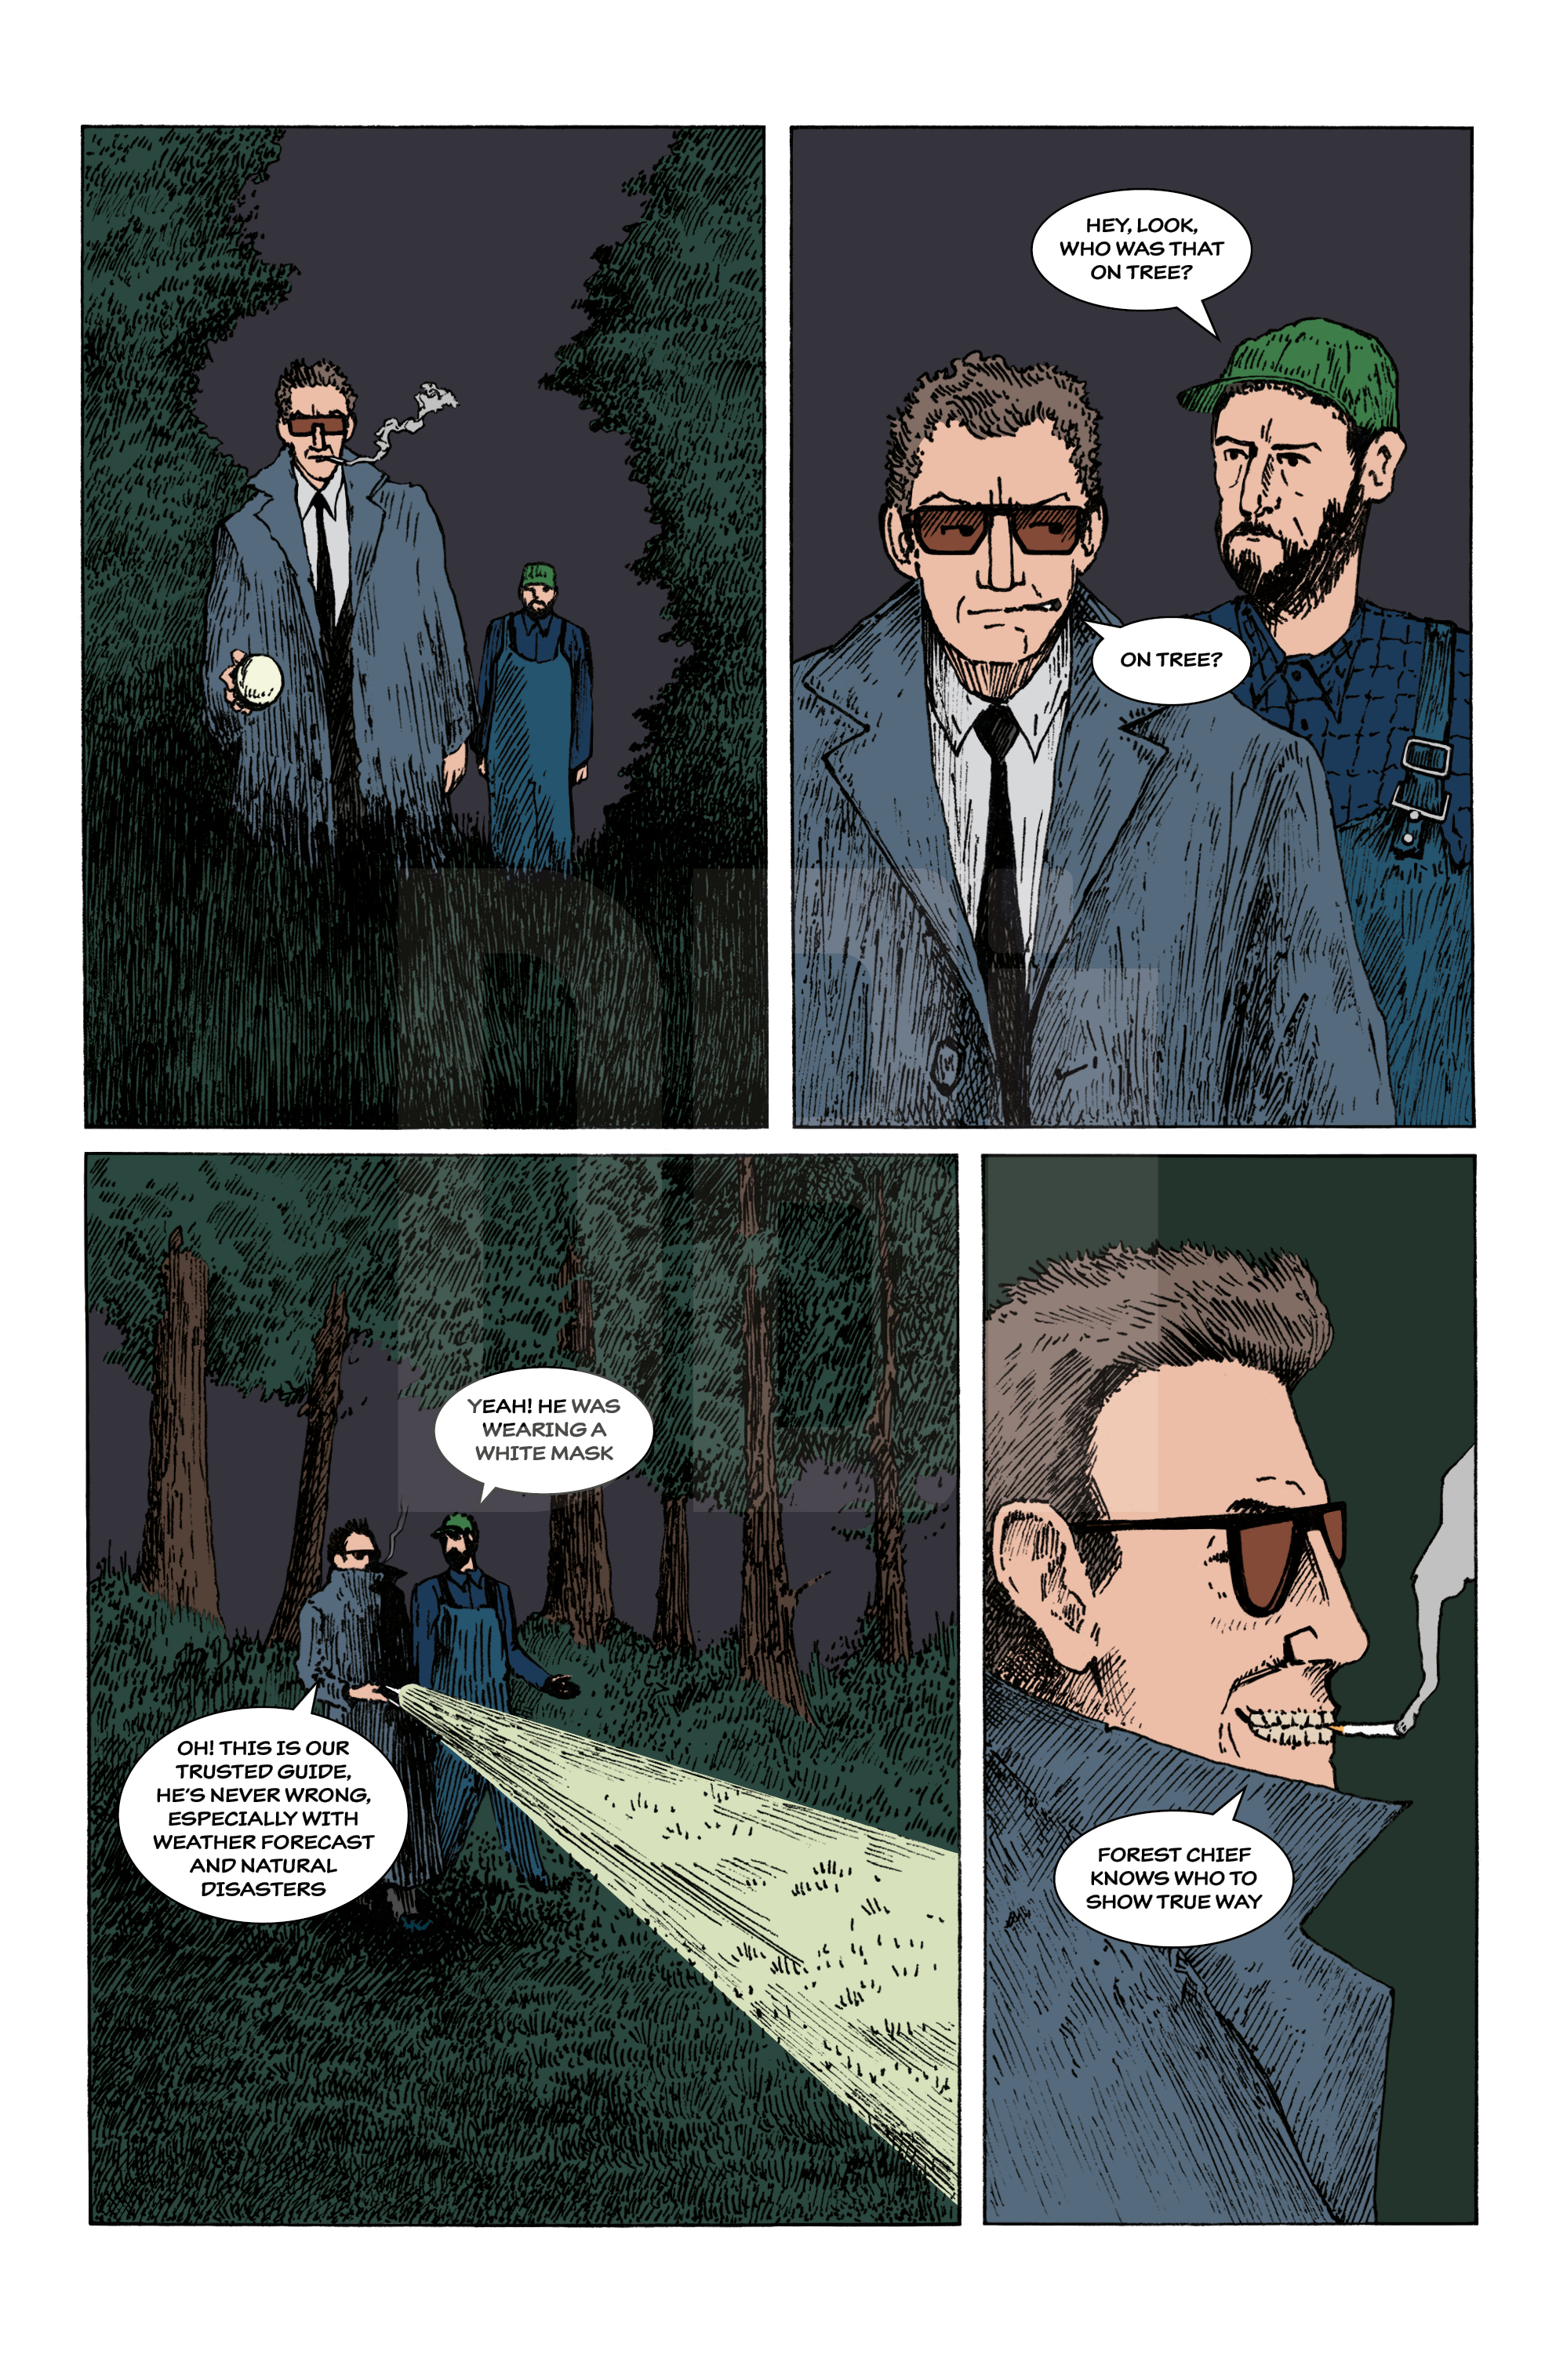 HEY, LOOK,
WHO WAS THAT
ON TREE?
ON TREE?
YEAH! HE WAS
WEARING A
WHITE MASK
OH! THIS IS OUR
TRUSTED GUIDE,
HE'S NEVER WRONG,
ESPECIALLY WITH
WEATHER FORECAST
AND NATURAL
DISASTERS
FOREST CHIEF
KNOWS WHO TO
SHOW TRUE WAY